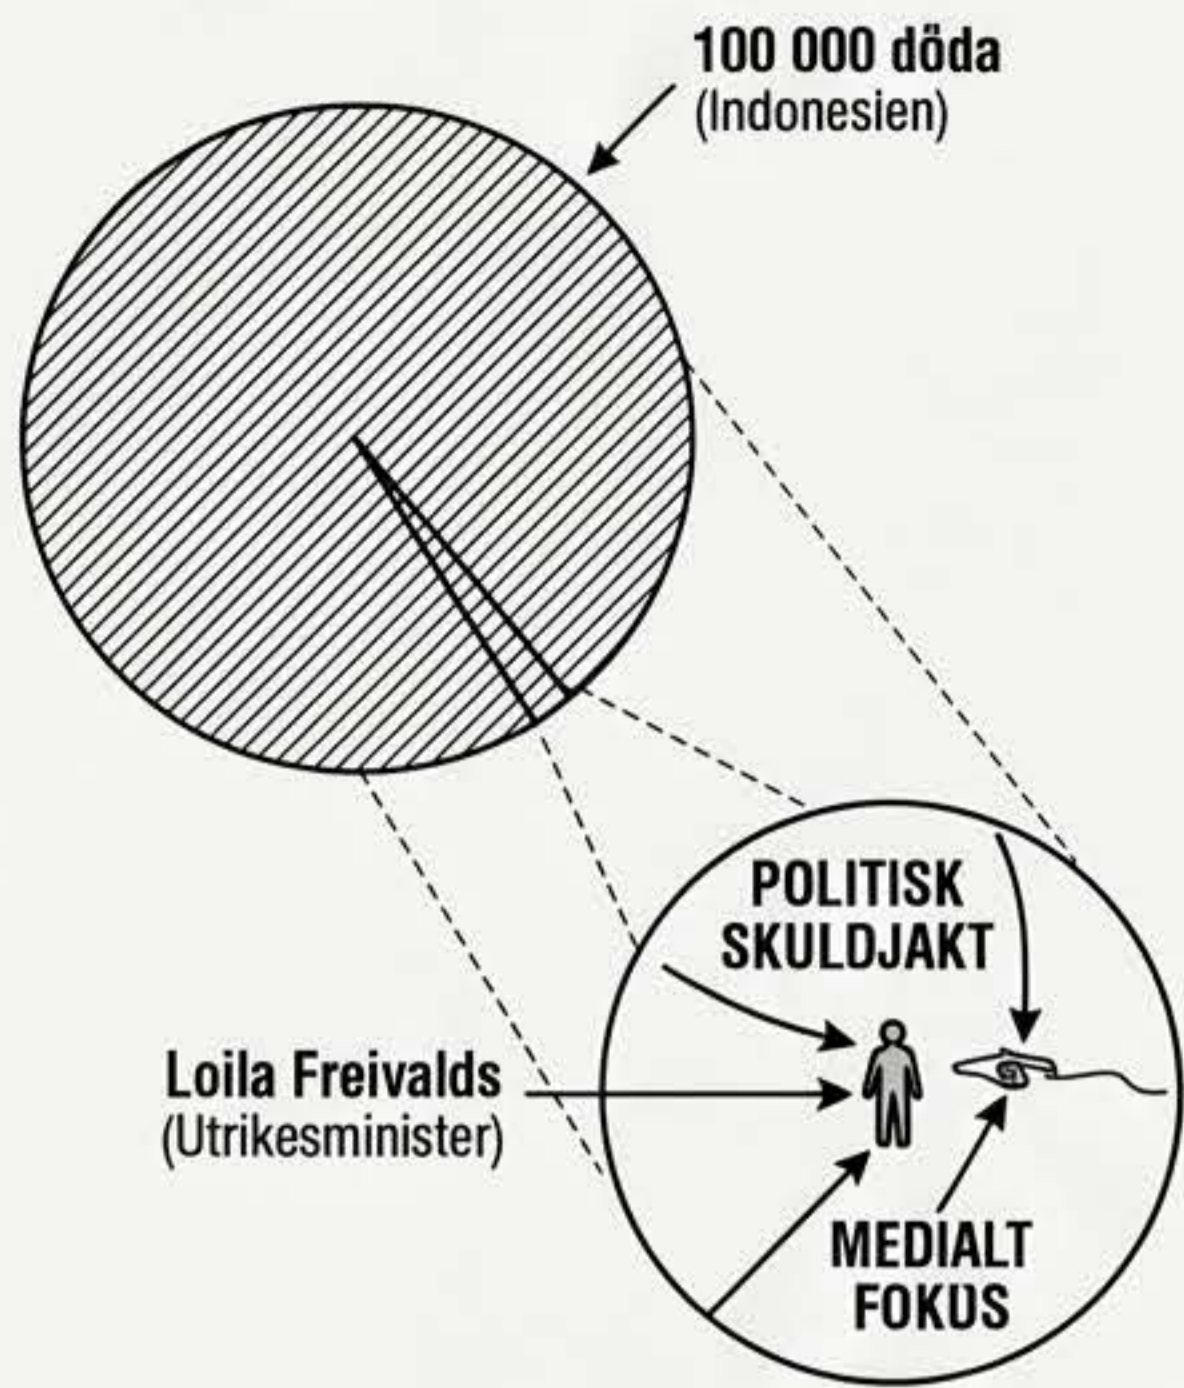 100 000 döda
(Indonesien)
POLITISK
SKULDJAKT
Loila Freivalds
(Utrikesminister)
MEDIALT
FOKUS